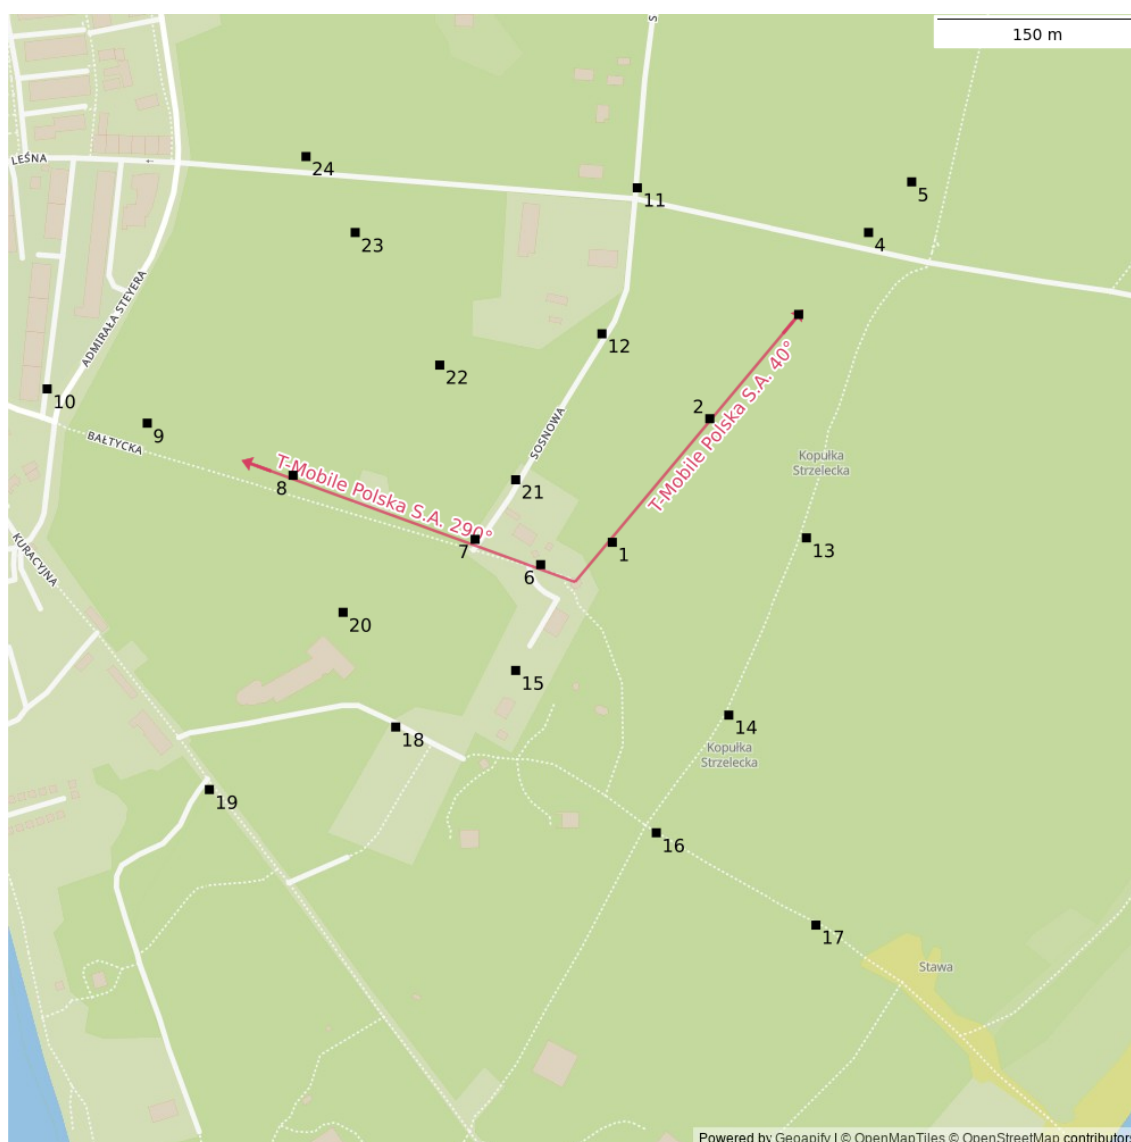 S
150 m
LEŚNA
←
24
11
5
4
23
ADMIRAŁA STEYERA
12
T-Mobile Polska S.A. 40°
22
10
2
9
BAŁTYCKA
SOSNOWA
Kopułka
Strzelecka
T-Mobile Polska S.A. 290°
8
21
KURACYJNA
7
1
13
6
20
15
14
18
Kopułka
Strzelecka
19
16
17
Stawa
Powered by Geoapify | © OpenMapTiles © OpenStreetMap contributor